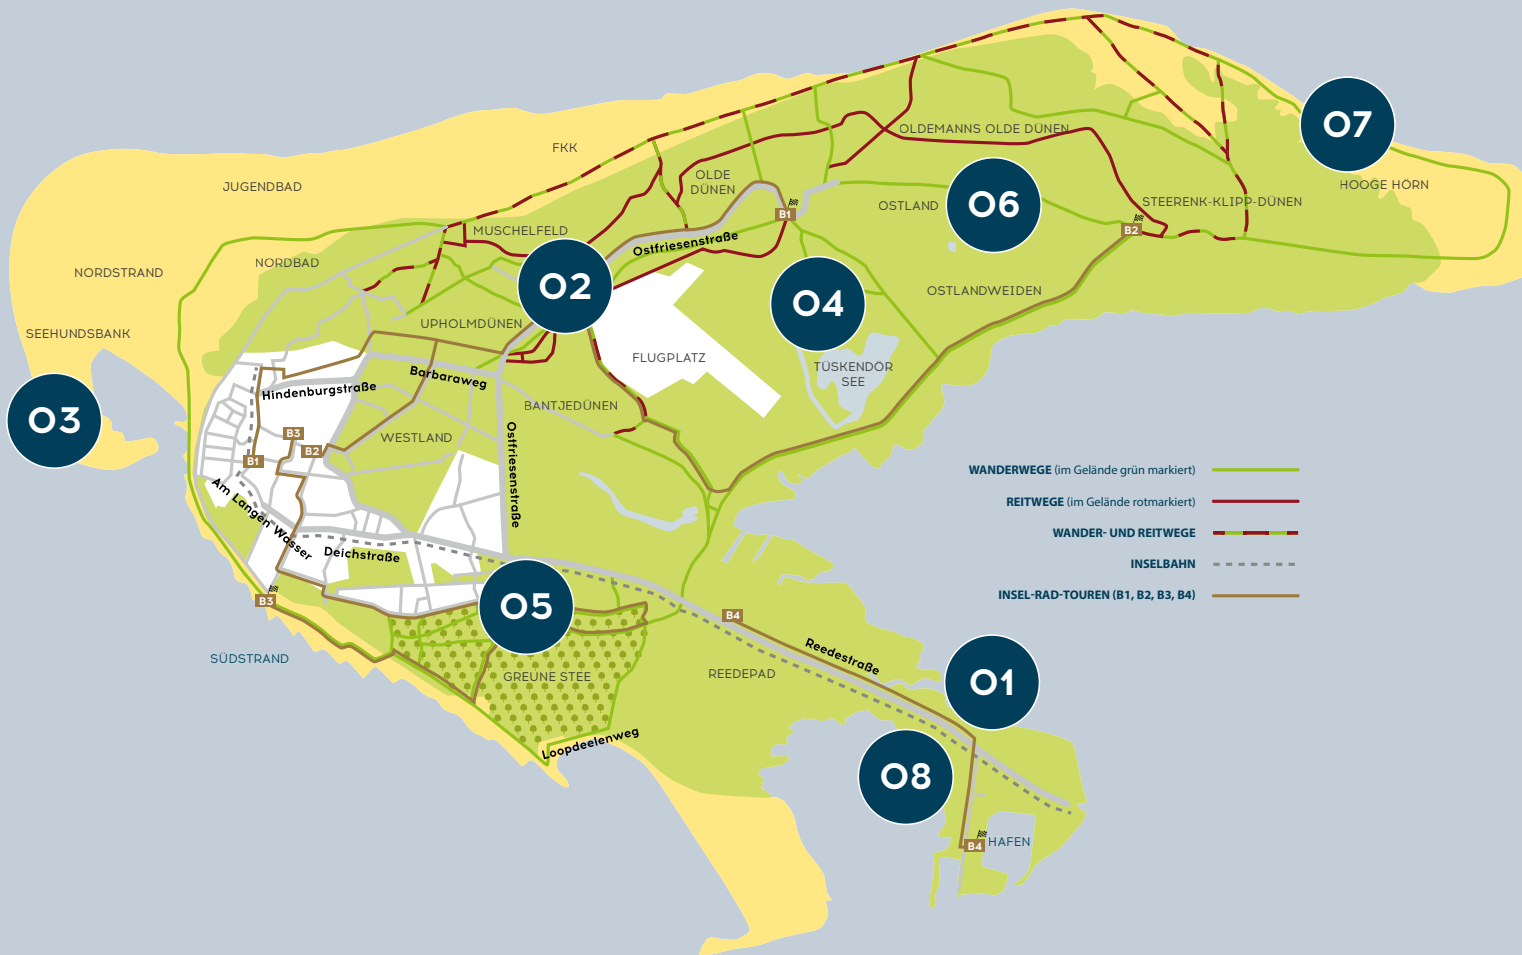 07
OLDEMANNS OLDE DÜNEN
FKK
OLDE
DÜNEN
JUGENDBAD
HOOGE HÖRN
06
OSTLAND
STEERENK-KLIPP-DÜNEN
B1
B2
MUSCHELFELD
Ostfriesenstraße
NORDBAD
NORDSTRAND
02
04
OSTLANDWEIDEN
UPHOLMDÜNEN
SEEHUNDSBANK
FLUGPLATZ
TÜSKENDÖR
SEE
Barbaraweg
Hindenburgstraße
03
BANTJEDÜNEN
WESTLAND
B3
B2
B1
Ostfriesenstraße
Am Langen Wasser
Deichstraße
WANDERWEGE (im Gelände grün markiert)
REITWEGE (im Gelände rotmarkiert)
WANDER- UND REITWEGE
INSELBAHN
INSEL-RAD-TOUREN (B1, B2, B3, B4)
B3
05
B4
SÜDSTRAND
Reedestraße
GREUNE STEE
REEDEPAD
01
Loopdeelenweg
08
B4
HAFEN